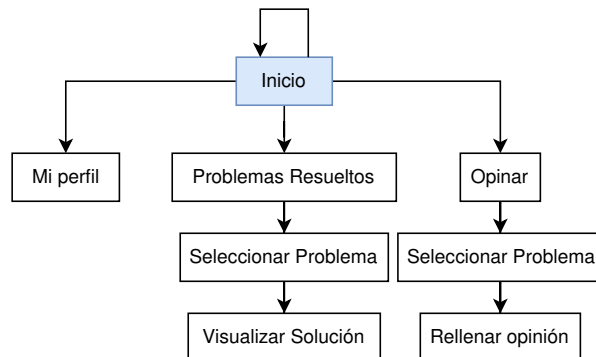 Inicio
Mi perfil
Problemas Resueltos
Opinar
Seleccionar Problema
Seleccionar Problema
Visualizar Solución
Rellenar opinión